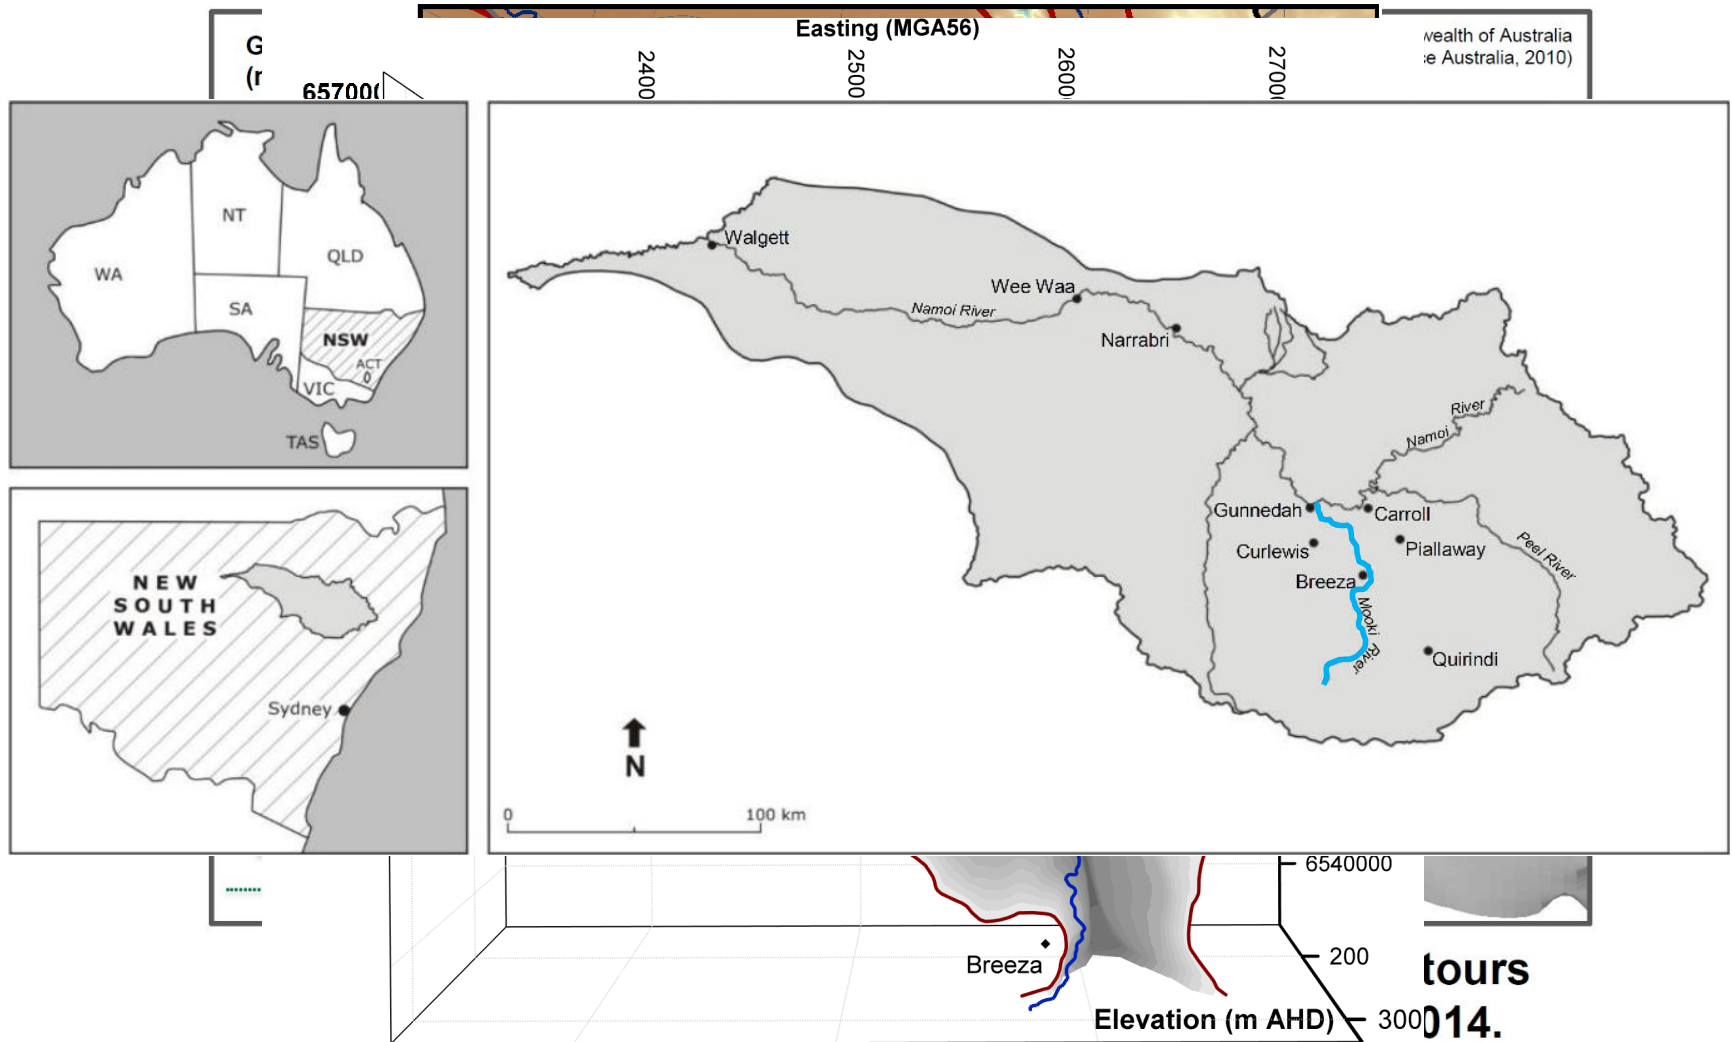 Easting (MGA56)
G
(r
wealth of Australia
ce Australia, 2010)
2400
2500
2600
2700
65700
NT
WA
QLD
SA
NSW
ACT
VIC
TAS
NEW
SOUTH
WALES
Sydney
Walgett
Wee Waa
Namoi River
Narrabri
Namoi River
Gunnedah
Carroll
Curlewis
Piallaway
Peel River
Breeza
Mooki River
Quirindi
N
0
100 km
6540000
Breeza
200
tours
Elevation (m AHD)
300
014.